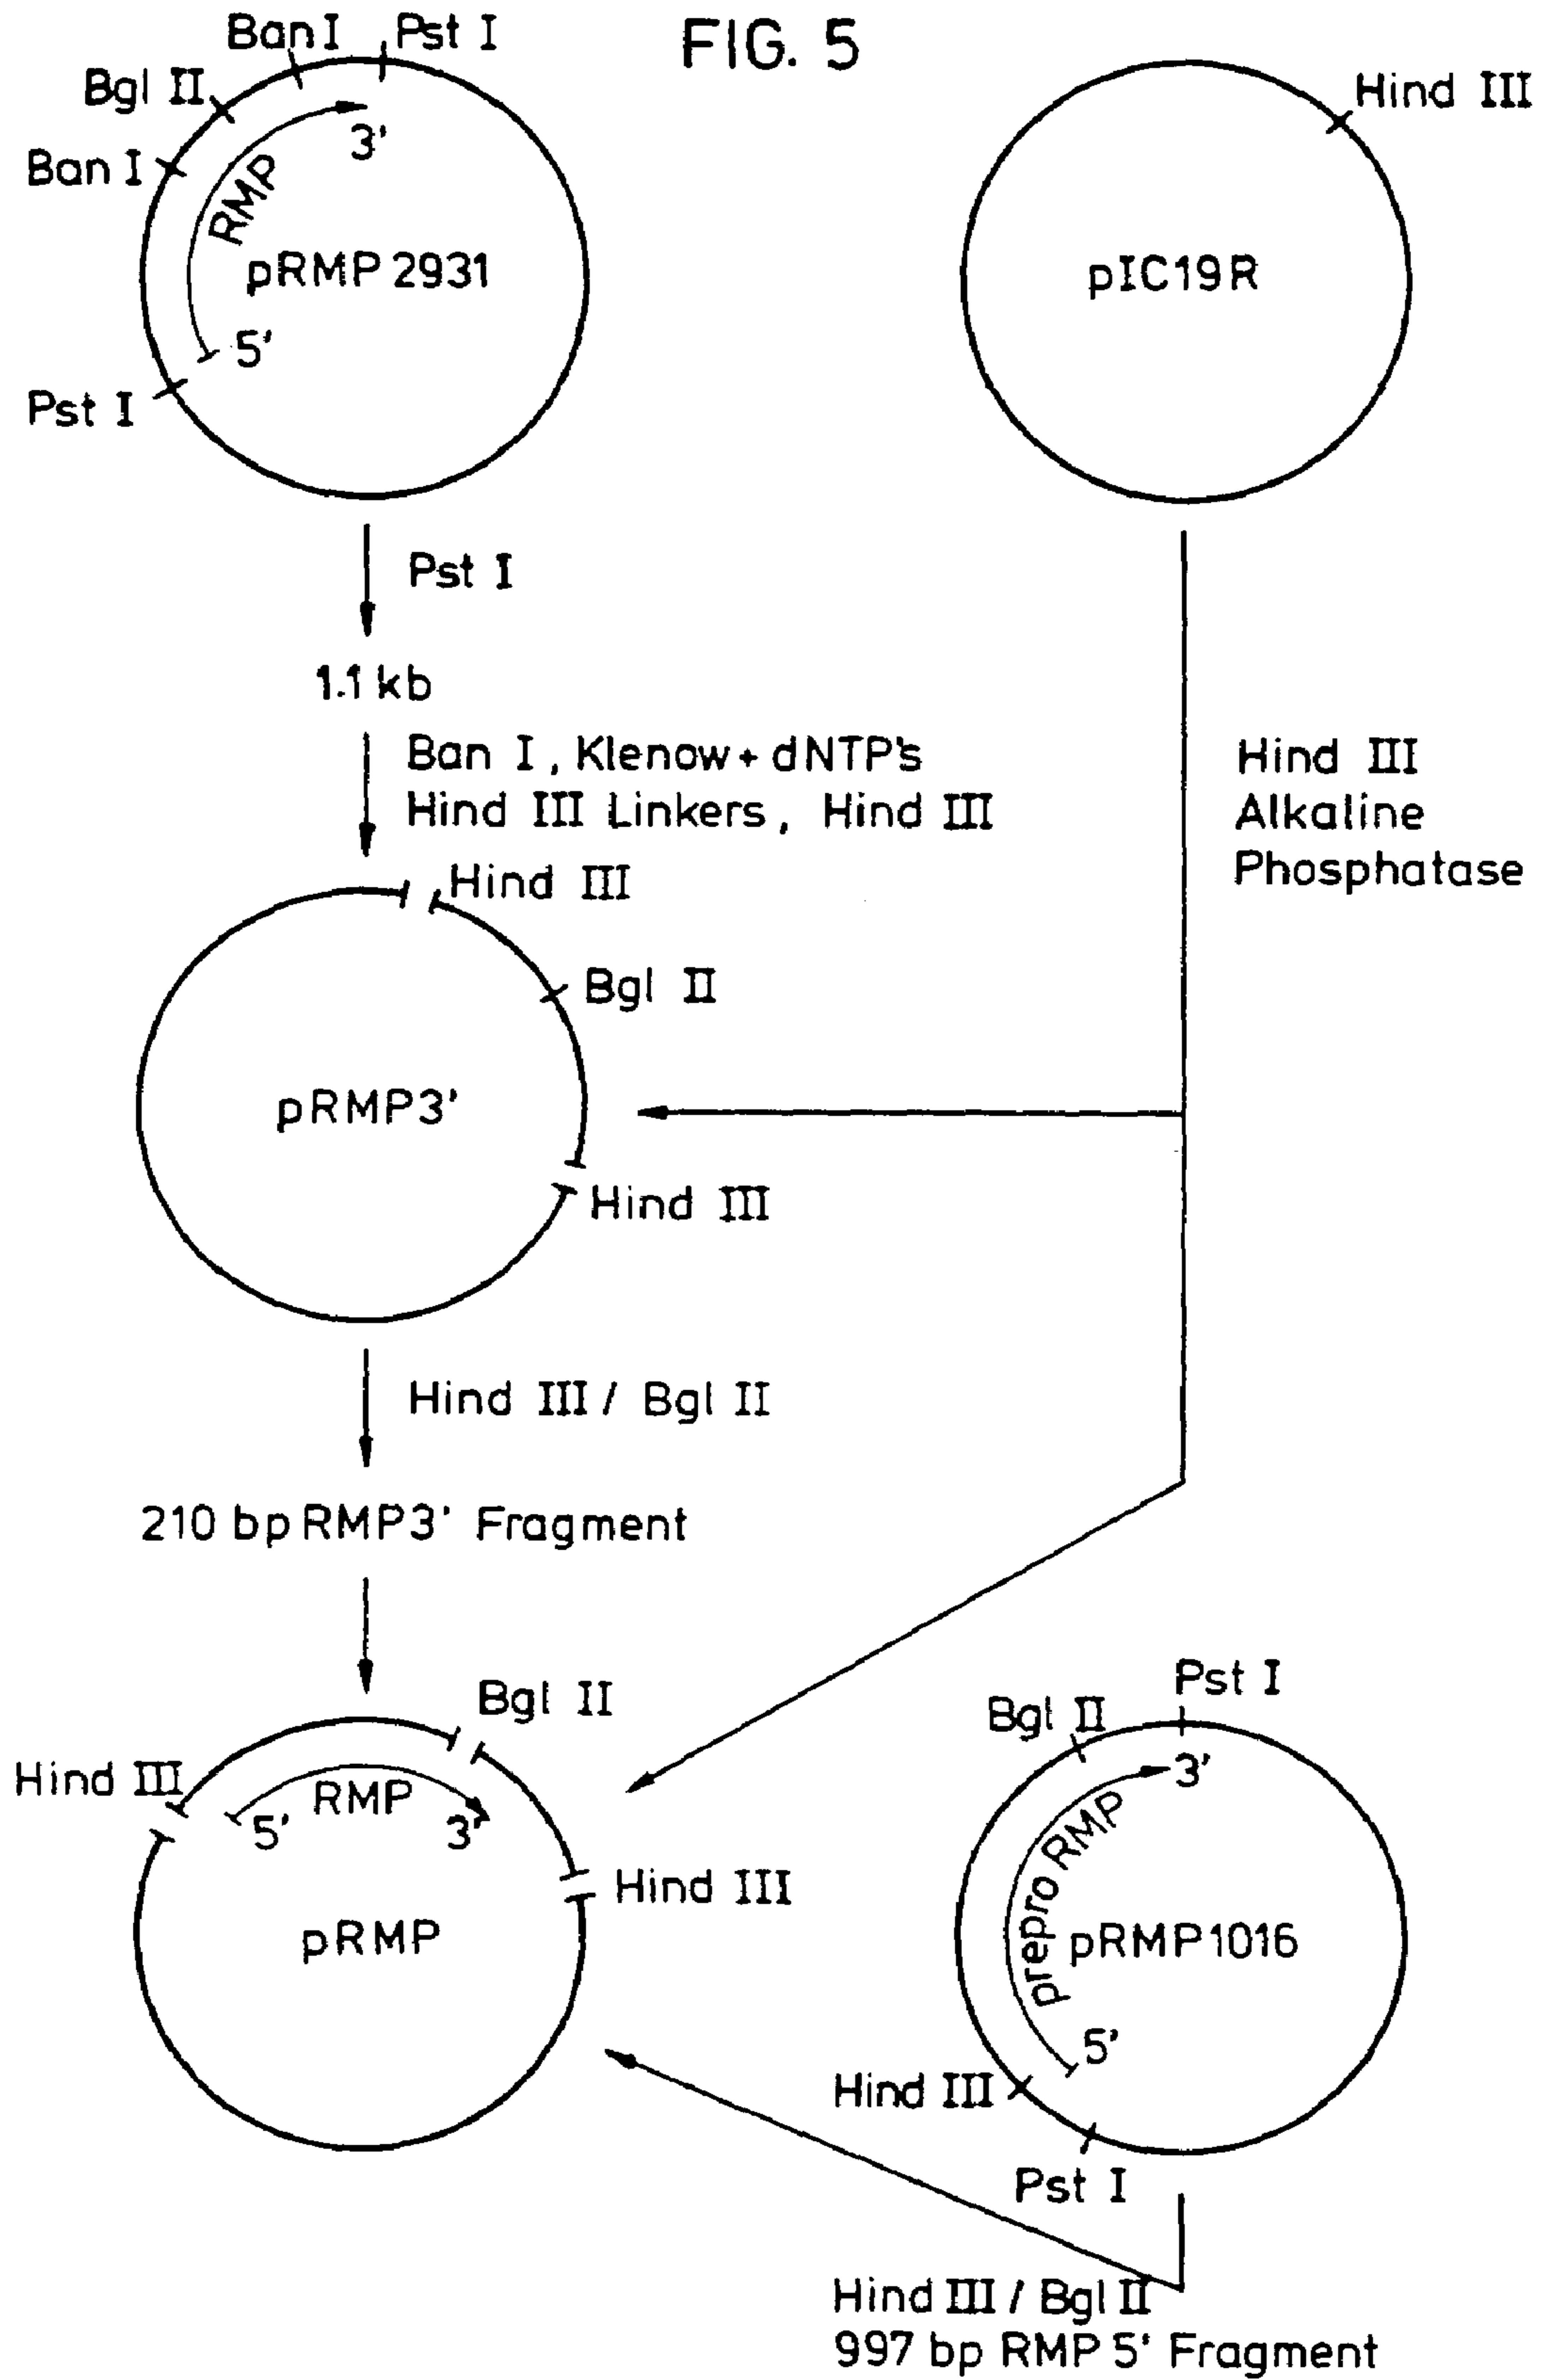 FIG. 5
Ban I
Pst I
Bgl II
Ban I
3'
RMP
pRMP 2931
5'
Pst I
Hind III
pIC19R
Pst I
1.1 kb
Ban I, Klenow + dNTP's
Hind III Linkers, Hind III
Hind III
Alkaline
Phosphatase
Hind III
Bgl II
pRMP3'
Hind III
Hind III / Bgl II
210 bp RMP3' Fragment
Bgl II
Hind III
RMP
5'
3'
Hind III
pRMP
Pst I
Bgl II
3'
prepro RMP
pRMP1016
5'
Hind III
Pst I
Hind III / Bgl II
997 bp RMP 5' Fragment